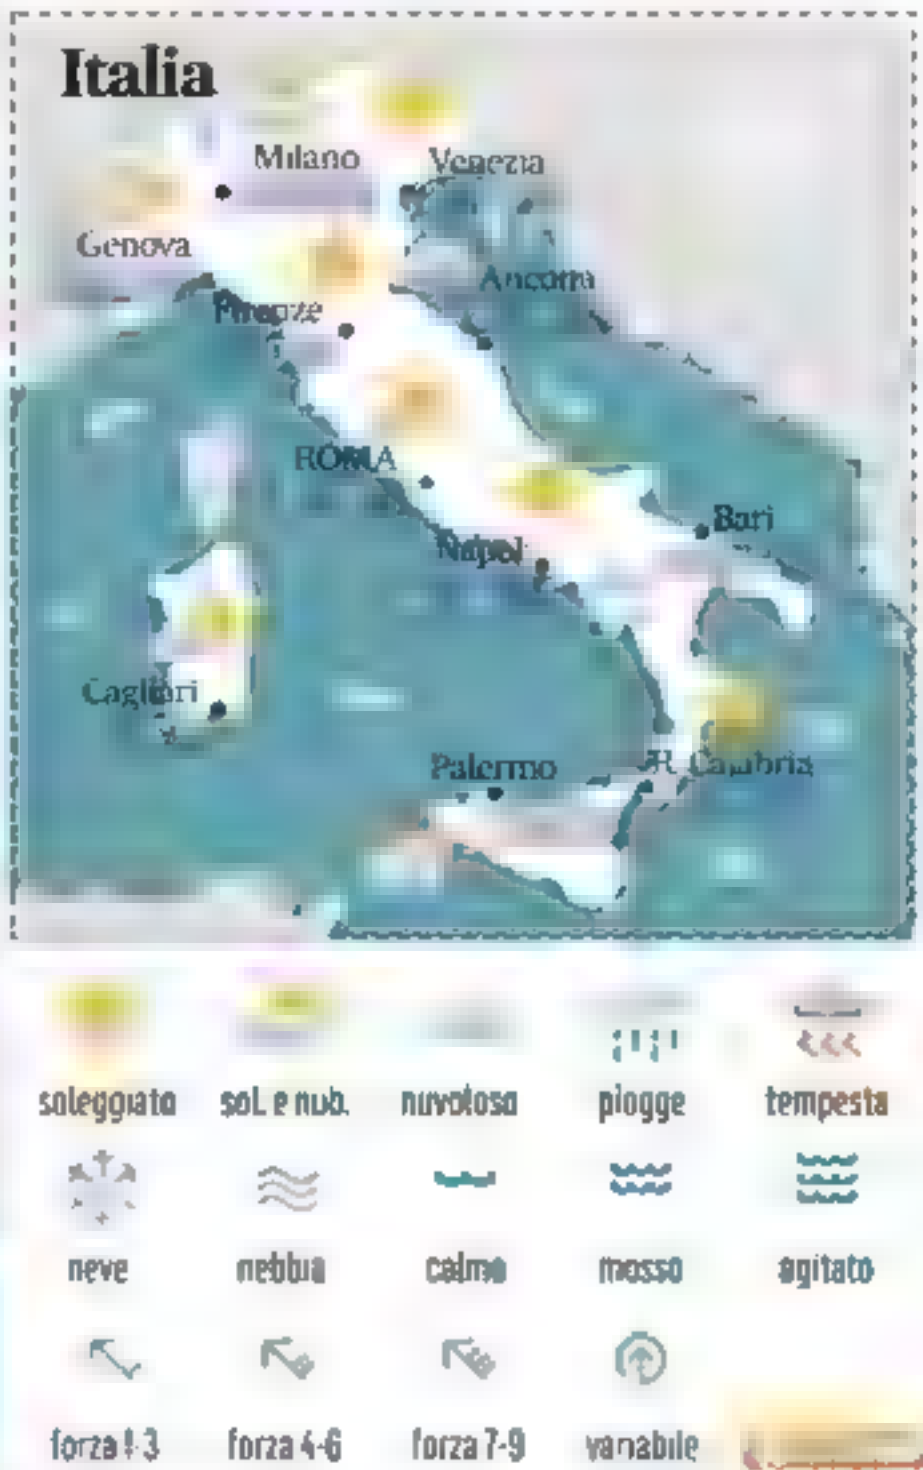 Italia
Milano
Venezia
Genova
Ancona
Firenze
ROMA
Bari
Napoli
Cagliari
Palermo
R. Calabria
soleggiato
sol. e nub.
nuvoloso
piogge
tempesta
neve
nebbia
calmo
mosso
agitato
forza 1-3
forza 4-6
forza 7-9
variabile